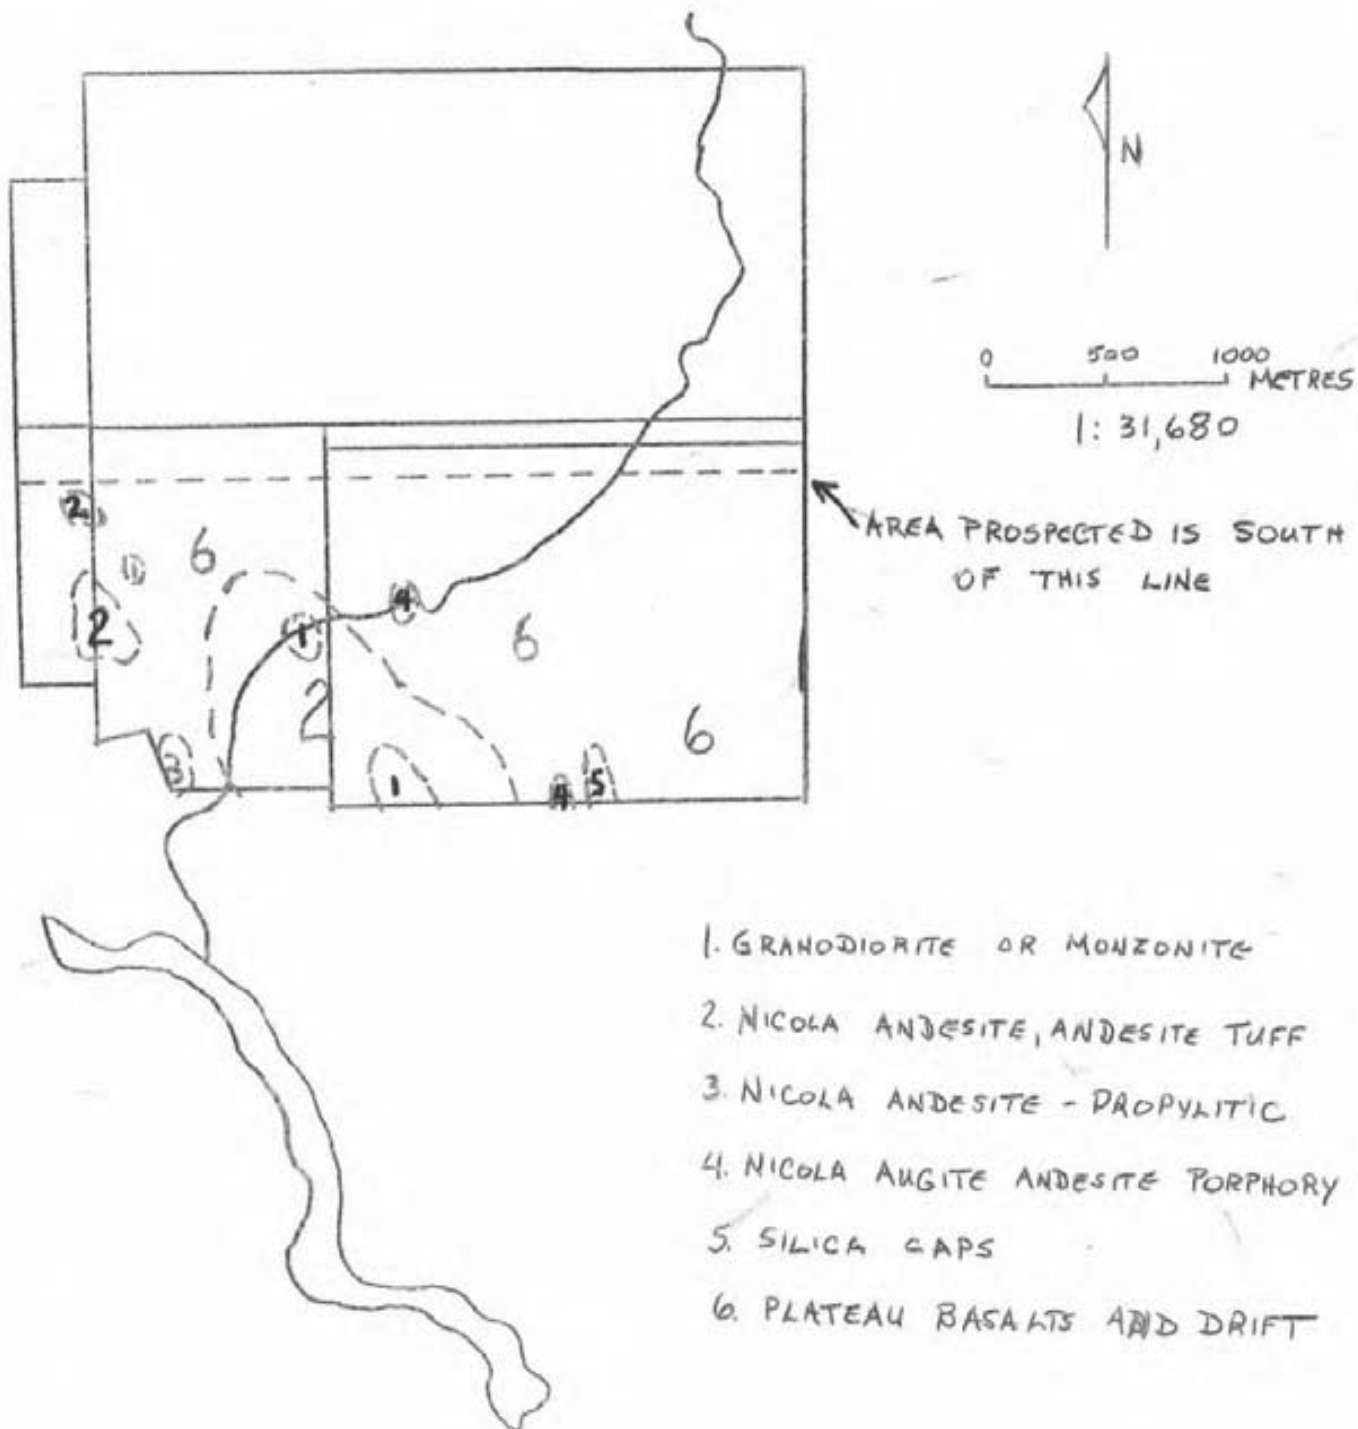 N
0 500 1000
METRES
1: 31,680
AREA PROSPECTED IS SOUTH
OF THIS LINE
2
6
1
2
1
4
6
2
3
6
1
4
5
1. GRANODIORITE OR MONZONITE
2. NICOLA ANDESITE, ANDESITE TUFF
3. NICOLA ANDESITE - PROPYLITIC
4. NICOLA AUGITE ANDESITE PORPHORY
5. SILICA CAPS
6. PLATEAU BASALTS AND DRIFT